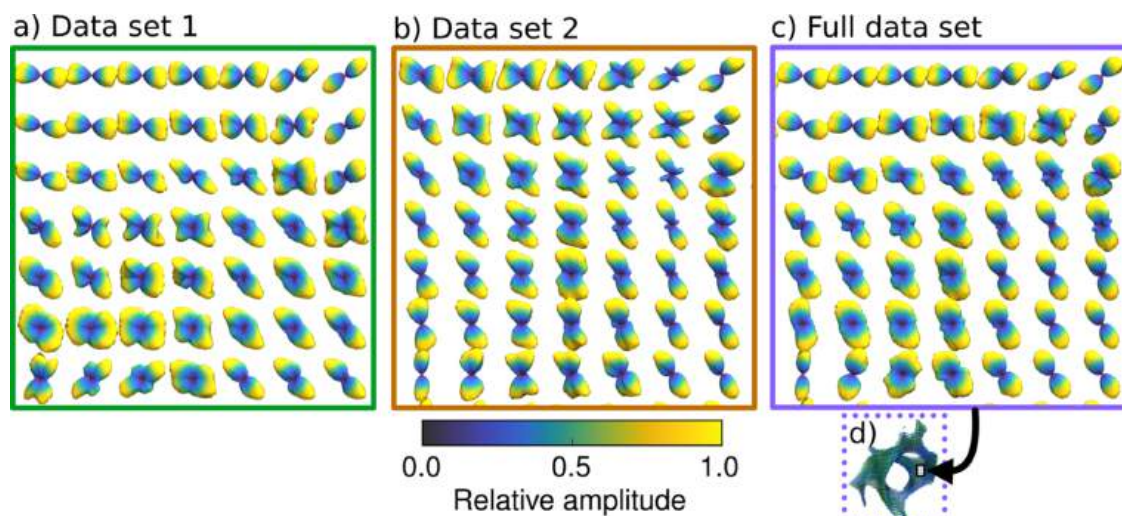 a) Data set 1
b) Data set 2
c) Full data set
d)
0.0
0.5
1.0
Relative amplitude